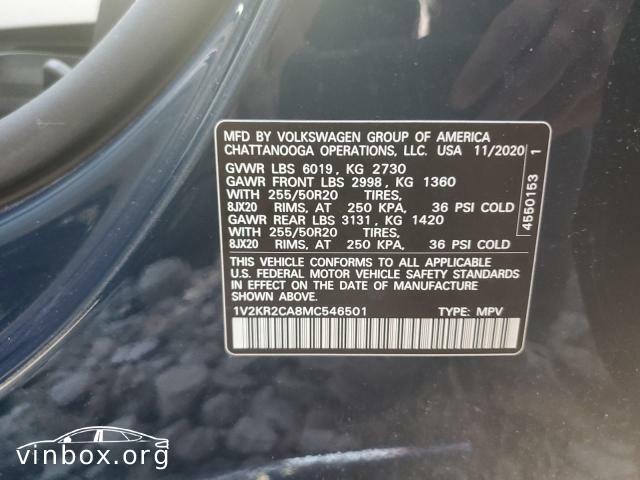 MFD BY VOLKSWAGEN GROUP OF AMERICA
CHATTANOOGA OPERATIONS, LLC. USA 11/2020
GVWR LBS 6019, KG 2730
GAWR FRONT LBS 2998, KG 1360
WITH 255/50R20 TIRES,
8JX20 RIMS, AT 250 KPA, 36 PSI COLD
GAWR REAR LBS 3131, KG 1420
WITH 255/50R20 TIRES,
8JX20 RIMS, AT 250 KPA, 36 PSI COLD
THIS VEHICLE CONFORMS TO ALL APPLICABLE
U.S. FEDERAL MOTOR VEHICLE SAFETY STANDARDS
IN EFFECT ON THE DATE OF MANUFACTURE
SHOWN ABOVE.
1V2KR2CA8MC546501 TYPE: MPV
4550153 1
vinbox.org